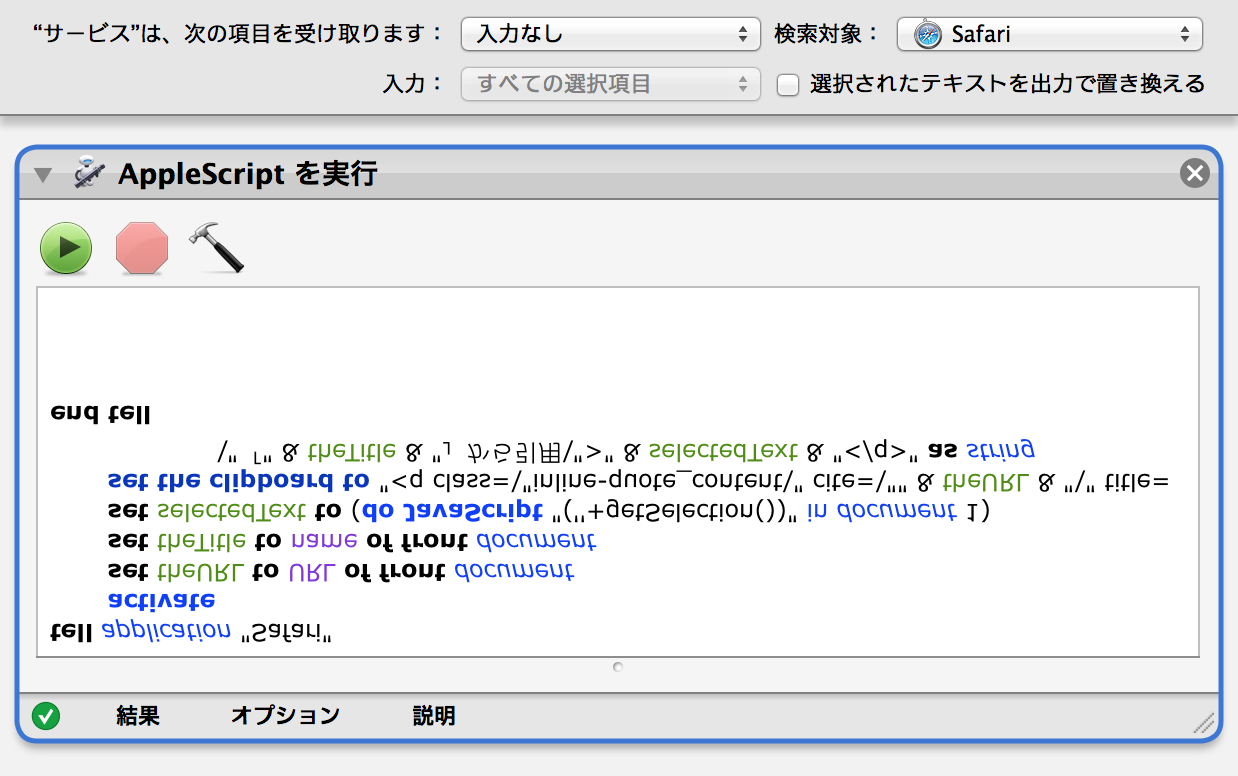 “サービス”は、次の項目を受け取ります：
入力なし
検索対象：
Safari
入力：
すべての選択項目
選択されたテキストを出力で置き換える
AppleScript を実行
tell application "Safari"
activate
set theURL to URL of front document
set theTitle to name of front document
set selectedText to (do JavaScript "(''+getSelection())" in document 1)
set the clipboard to "<q class=\"inline-quote_content\" cite=\"" & theURL & "\" title=
\"「" & theTitle & "」から引用\">" & selectedText & "</q>" as string
end tell
結果
オプション
説明